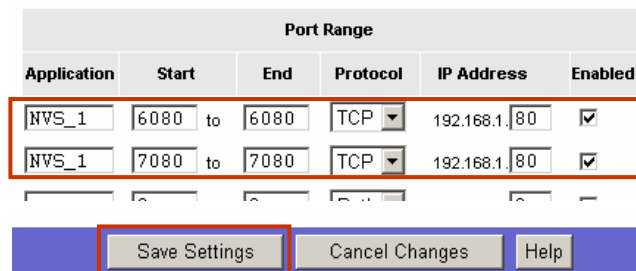 Port Range
Application Start End Protocol IP Address Enabled
NVS_1 6080 to 6080 TCP 192.168.1. 80
NVS_1 7080 to 7080 TCP 192.168.1. 80
Save Settings Cancel Changes Help